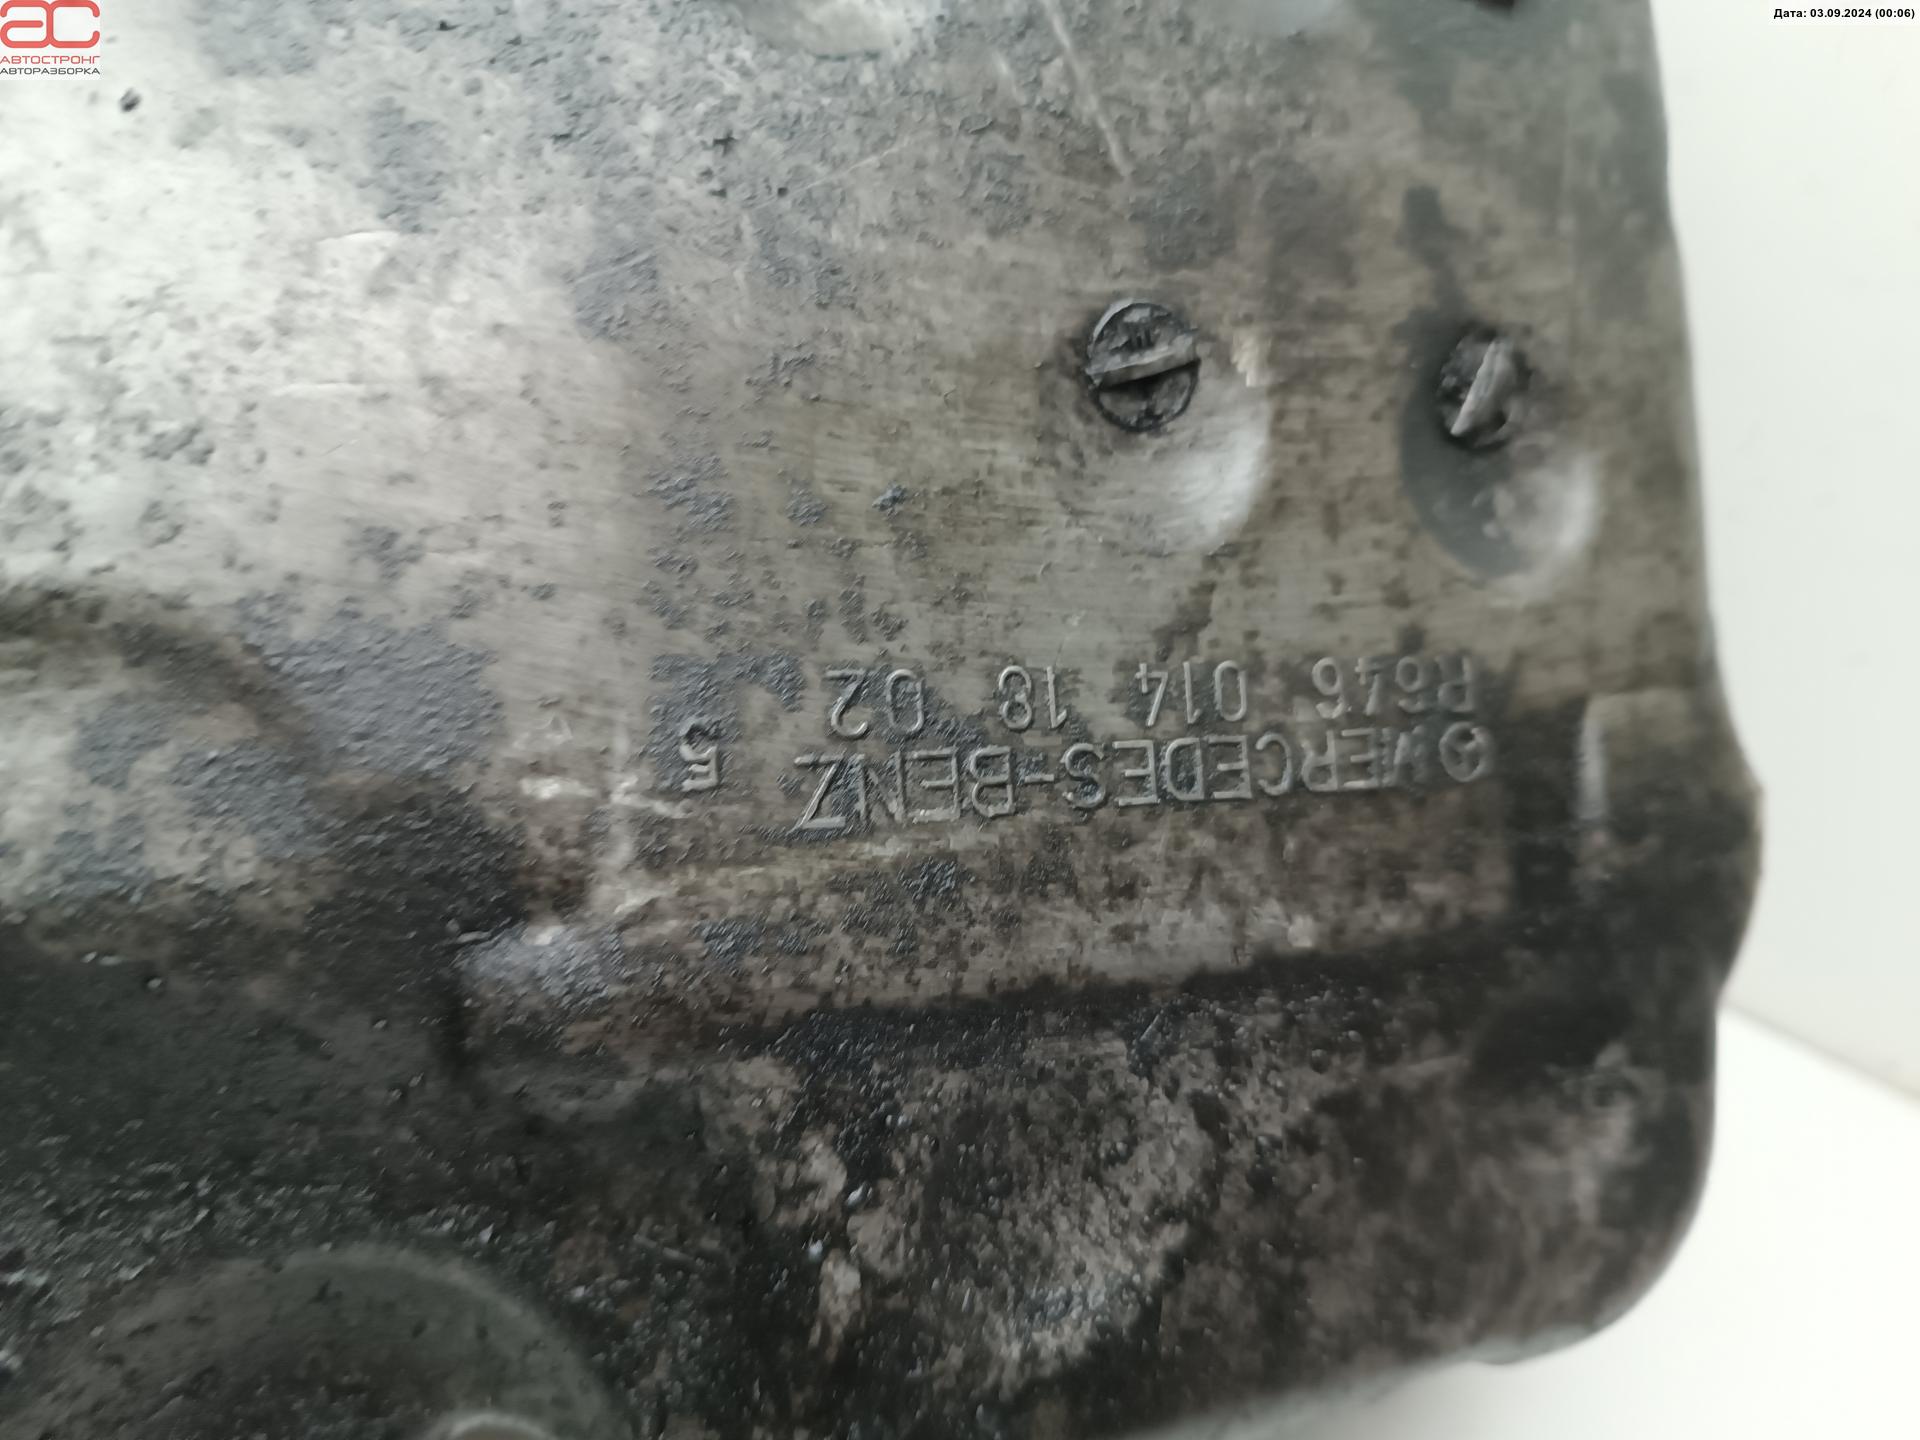 АС
АВТОСТРОНГ
АВТОРАЗБОРКА
Дата: 03.09.2024 (00:06)
MERCEDES-BENZ 5
R646 014 18 02